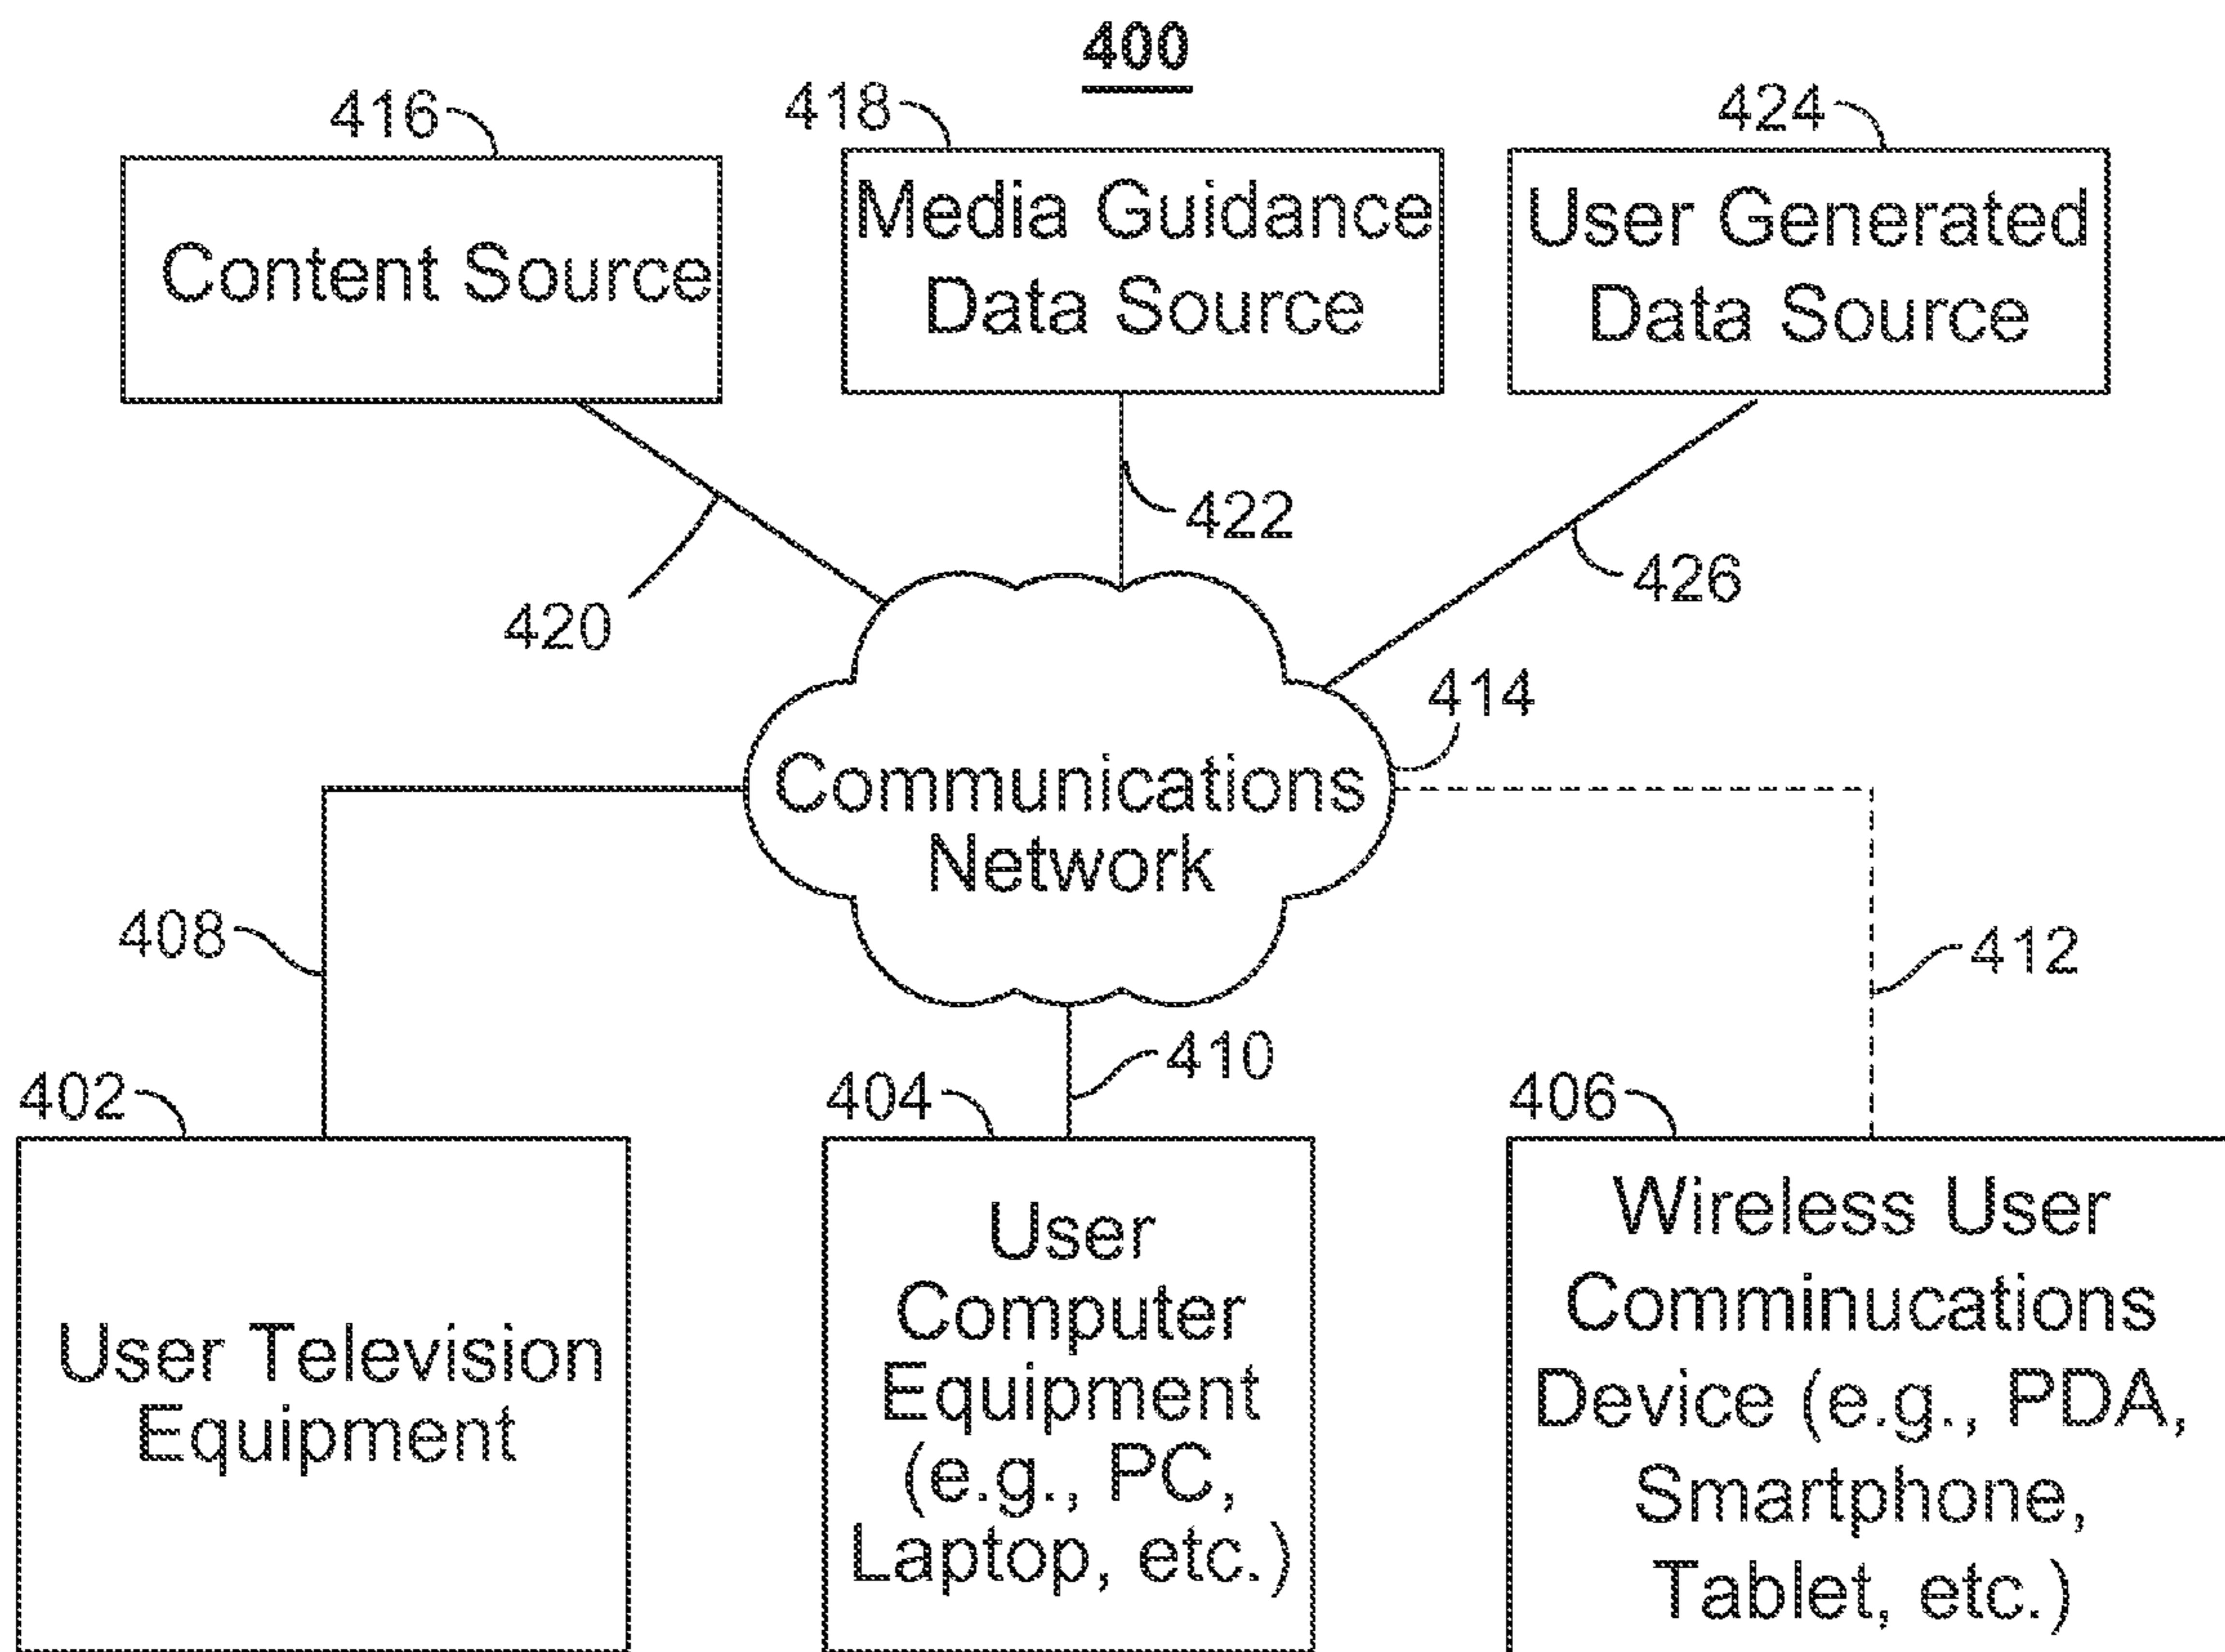 400
416
418
424
Content Source
Media Guidance
Data Source
User Generated
Data Source
420
422
426
414
Communications
Network
408
410
412
402
404
406
User Television
Equipment
User
Computer
Equipment
(e.g., PC,
Laptop, etc.)
Wireless User
Comminucations
Device (e.g., PDA,
Smartphone,
Tablet, etc.)